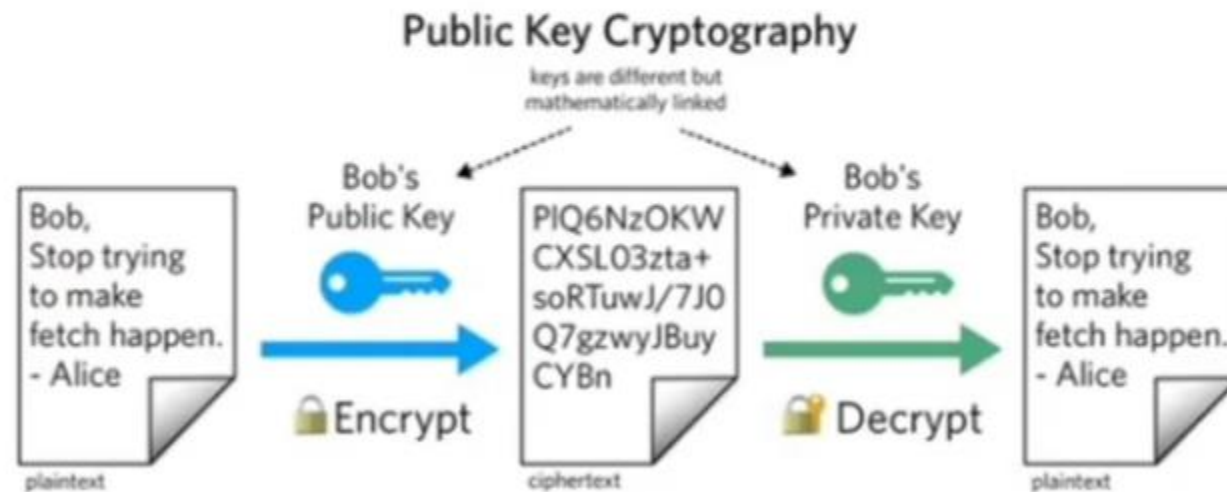 Public Key Cryptography
keys are different but
mathematically linked
Bob,
Stop trying
to make
fetch happen.
- Alice
plaintext
Bob's
Public Key
Encrypt
PlQ6NzOKW
CXSL03zta+
soRTuwJ/7J0
Q7gzwyJBuy
CYBn
ciphertext
Bob's
Private Key
Decrypt
Bob,
Stop trying
to make
fetch happen.
- Alice
plaintext